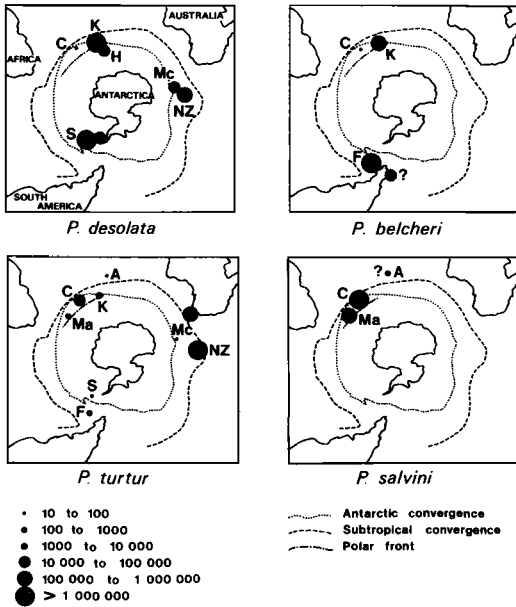 AUSTRALIA
AFRICA
C
K
H
ANTARCTICA
Mc
NZ
S
SOUTH
AMERICA
P. desolata
C
K
F
?
P. belcheri
A
C
K
Ma
Mc
NZ
S
F
P. turtur
? A
C
Ma
P. salvini
10 to 100
100 to 1000
1000 to 10 000
10 000 to 100 000
100 000 to 1 000 000
> 1 000 000
Antarctic convergence
Subtropical convergence
Polar front